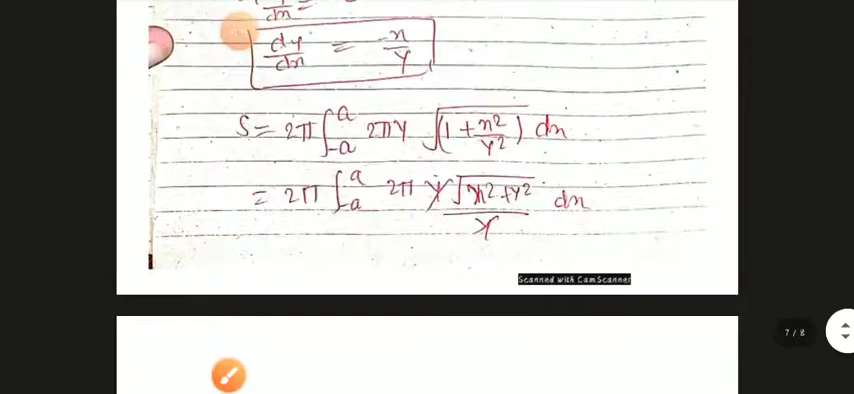 dy/dx = -x/y
S = 2π ∫_{-a}^{a} 2πy √(1 + x²/y²) dx
= 2π ∫_{-a}^{a} 2π y √(x² + y²) / y dx
Scanned with CamScanner
7 / 8